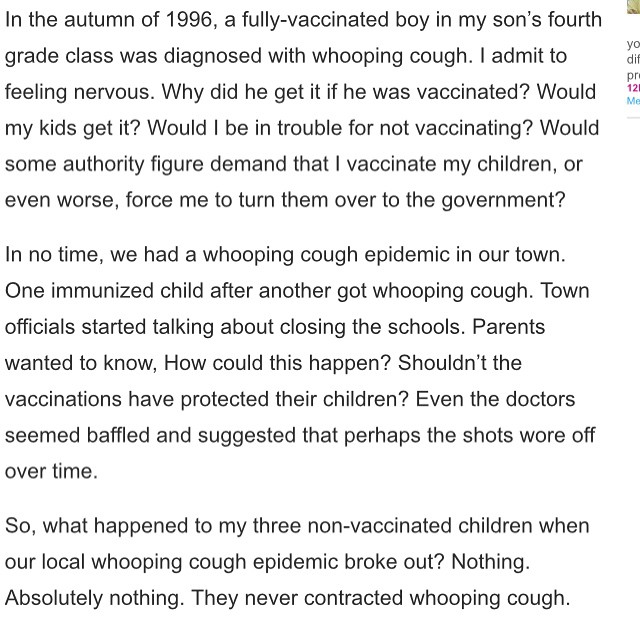 In the autumn of 1996, a fully-vaccinated boy in my son’s fourth
grade class was diagnosed with whooping cough. I admit to
feeling nervous. Why did he get it if he was vaccinated? Would
my kids get it? Would I be in trouble for not vaccinating? Would
some authority figure demand that I vaccinate my children, or
even worse, force me to turn them over to the government?
In no time, we had a whooping cough epidemic in our town.
One immunized child after another got whooping cough. Town
officials started talking about closing the schools. Parents
wanted to know, How could this happen? Shouldn’t the
vaccinations have protected their children? Even the doctors
seemed baffled and suggested that perhaps the shots wore off
over time.
So, what happened to my three non-vaccinated children when
our local whooping cough epidemic broke out? Nothing.
Absolutely nothing. They never contracted whooping cough.